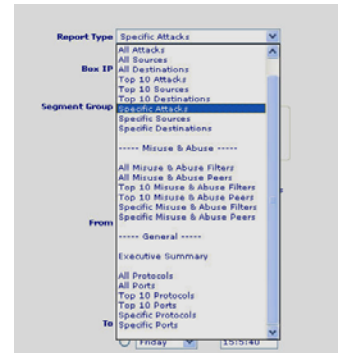 Report Type Specific Attacks
All Attacks
All Sources
Box IP All Destinations
Top 10 Attacks
Top 10 Sources
Top 10 Destinations
Segment Group Specific Attacks
Specific Sources
Specific Destinations
----- Misuse & Abuse -----
All Misuse & Abuse Filters
All Misuse & Abuse Peers
Top 10 Misuse & Abuse Filters
Top 10 Misuse & Abuse Peers
Specific Misuse & Abuse Filters
From Specific Misuse & Abuse Peers
----- General -----
Executive Summary
All Protocols
All Ports
Top 10 Protocols
Top 10 Ports
Specific Protocols
To Specific Ports
Friday 15:5:40